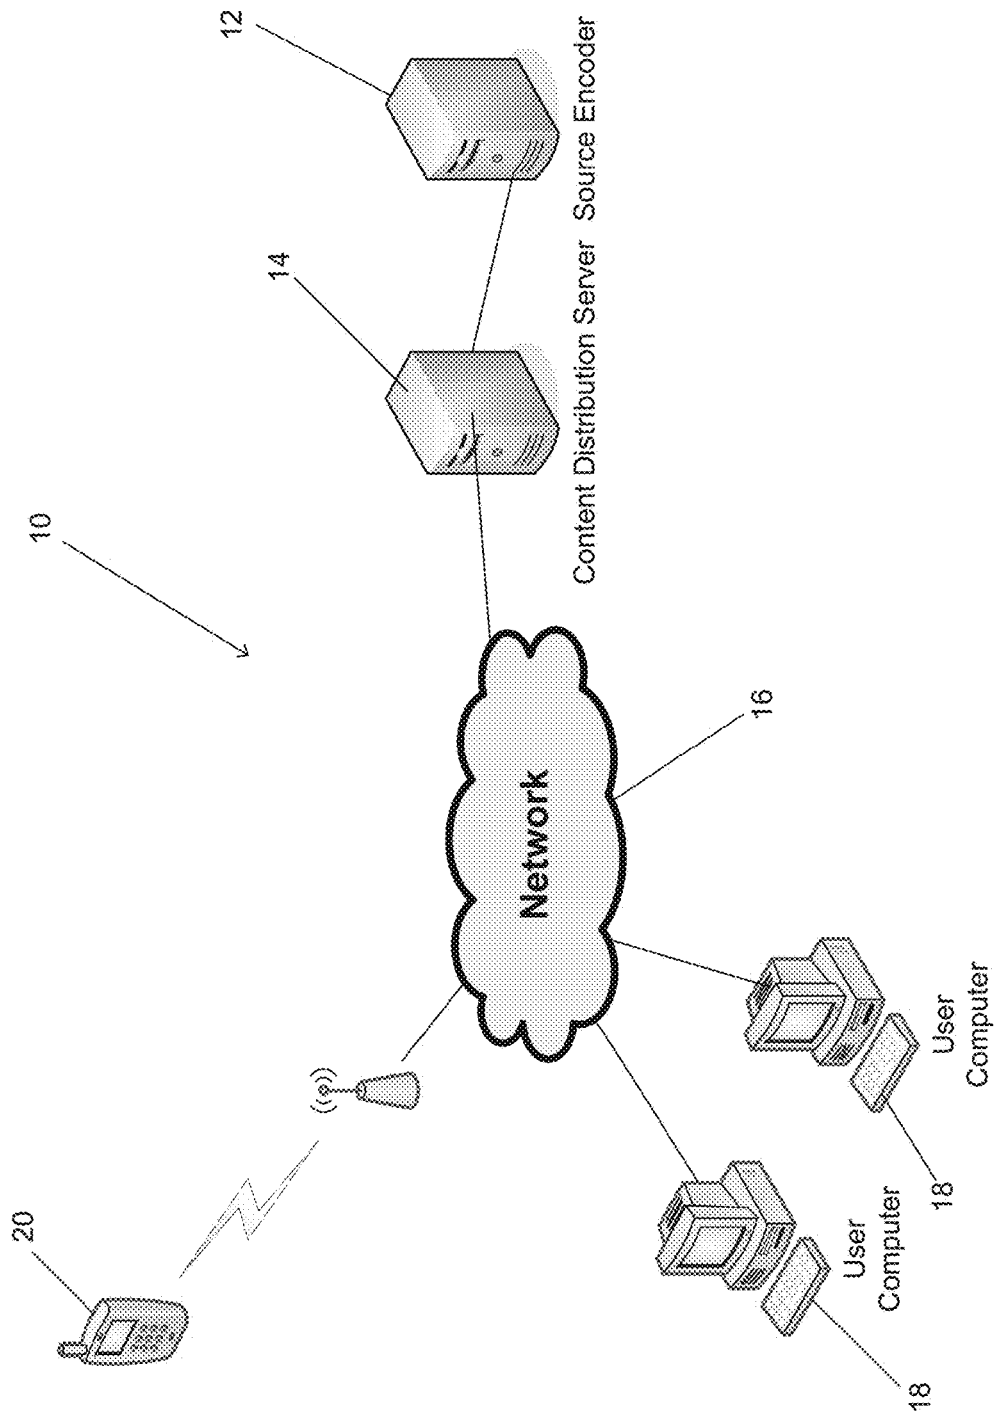 10
12
14
Source Encoder
Content Distribution Server
Network
16
20
User
Computer
18
User
Computer
18